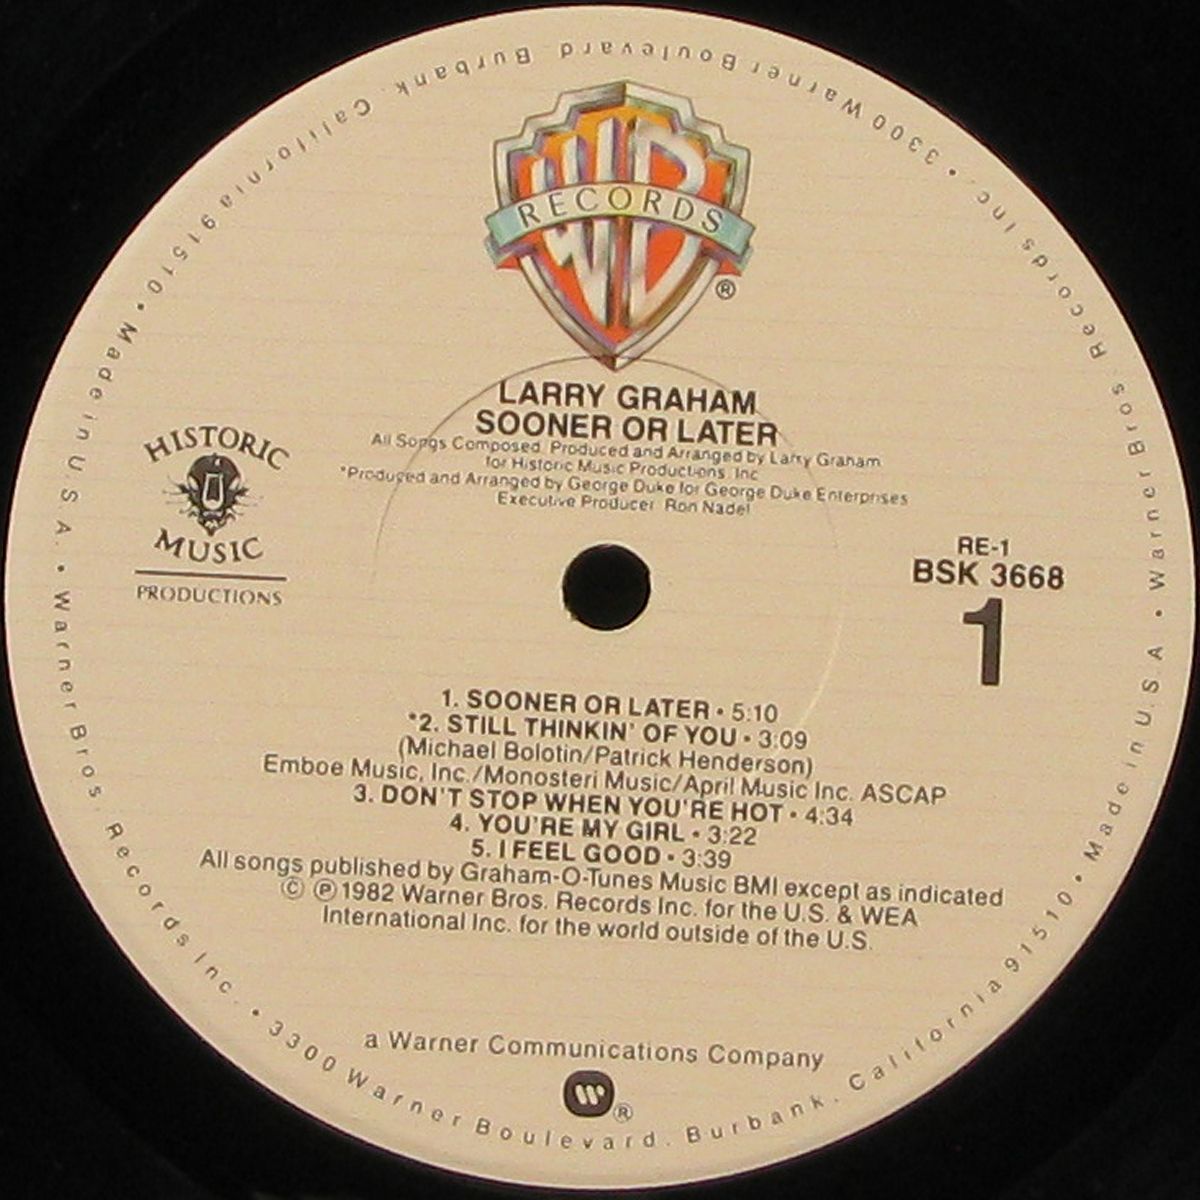 WB
RECORDS
®
LARRY GRAHAM
SOONER OR LATER
All Songs Composed, Produced and Arranged by Larry Graham
for Historic Music Productions, Inc.
*Produced and Arranged by George Duke for George Duke Enterprises
Executive Producer: Ron Nadel
HISTORIC
MUSIC
PRODUCTIONS
RE-1
BSK 3668
1
1. SOONER OR LATER • 5:10
*2. STILL THINKIN' OF YOU • 3:09
(Michael Bolotin/Patrick Henderson)
Emboe Music, Inc./Monosteri Music/April Music Inc. ASCAP
3. DON'T STOP WHEN YOU'RE HOT • 4:34
4. YOU'RE MY GIRL • 3:22
5. I FEEL GOOD • 3:39
All songs published by Graham-O-Tunes Music BMI except as indicated
© ℗ 1982 Warner Bros. Records Inc. for the U.S. & WEA
International Inc. for the world outside of the U.S.
a Warner Communications Company
W®
Warner Bros. Records Inc. • 3300 Warner Boulevard. Burbank. California 91510 • Made in U.S.A. • Warner Bros. Records Inc. • 3300 Warner Boulevard. Burbank. California 91510 • Made in U.S.A. •